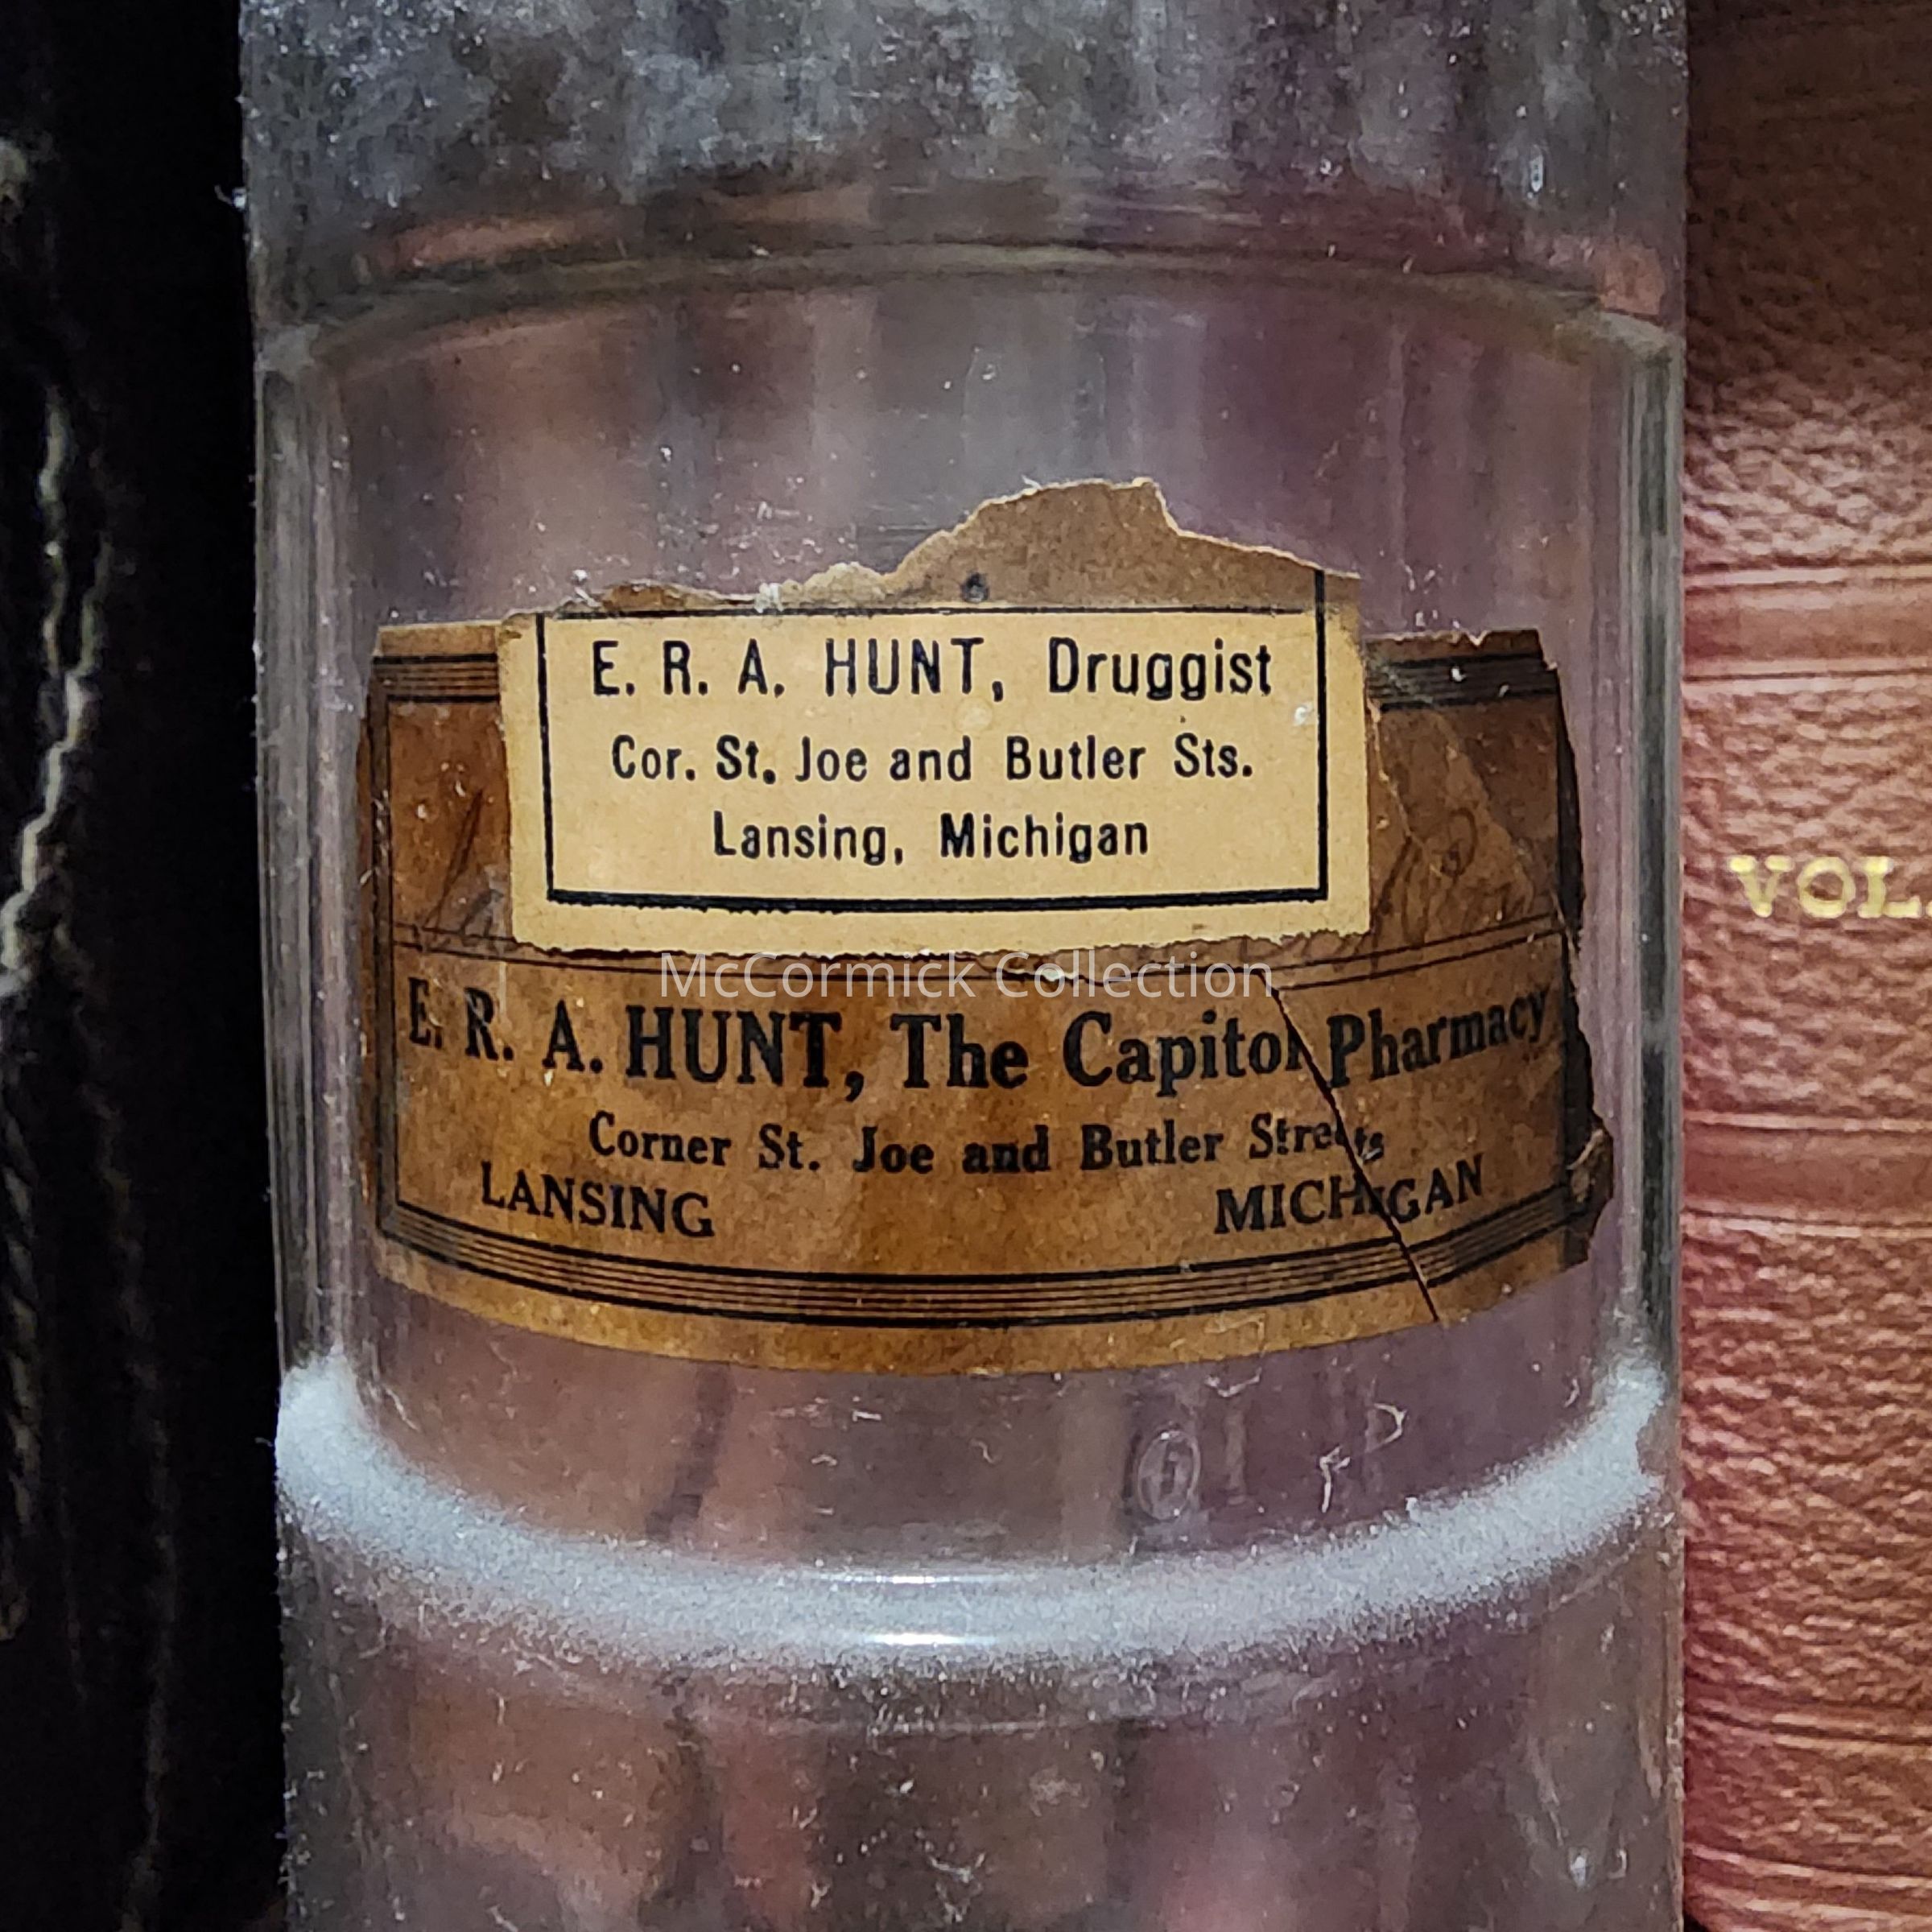 E. R. A. HUNT, Druggist
Cor. St. Joe and Butler Sts.
Lansing, Michigan
McCormick Collection
E. R. A. HUNT, The Capitol Pharmacy
Corner St. Joe and Butler Streets
LANSING MICHIGAN
VOL